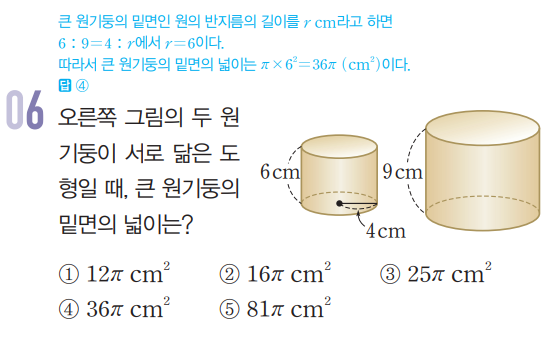 큰 원기둥의 밑면인 원의 반지름의 길이를 r cm라고 하면
6 : 9=4 : r에서 r=6이다.
따라서 큰 원기둥의 밑면의 넓이는 π×6²=36π (cm²)이다.
답 ④
06 오른쪽 그림의 두 원
기둥이 서로 닮은 도
형일 때, 큰 원기둥의
밑면의 넓이는?
6 cm
9 cm
4 cm
① 12π cm² ② 16π cm² ③ 25π cm²
④ 36π cm² ⑤ 81π cm²